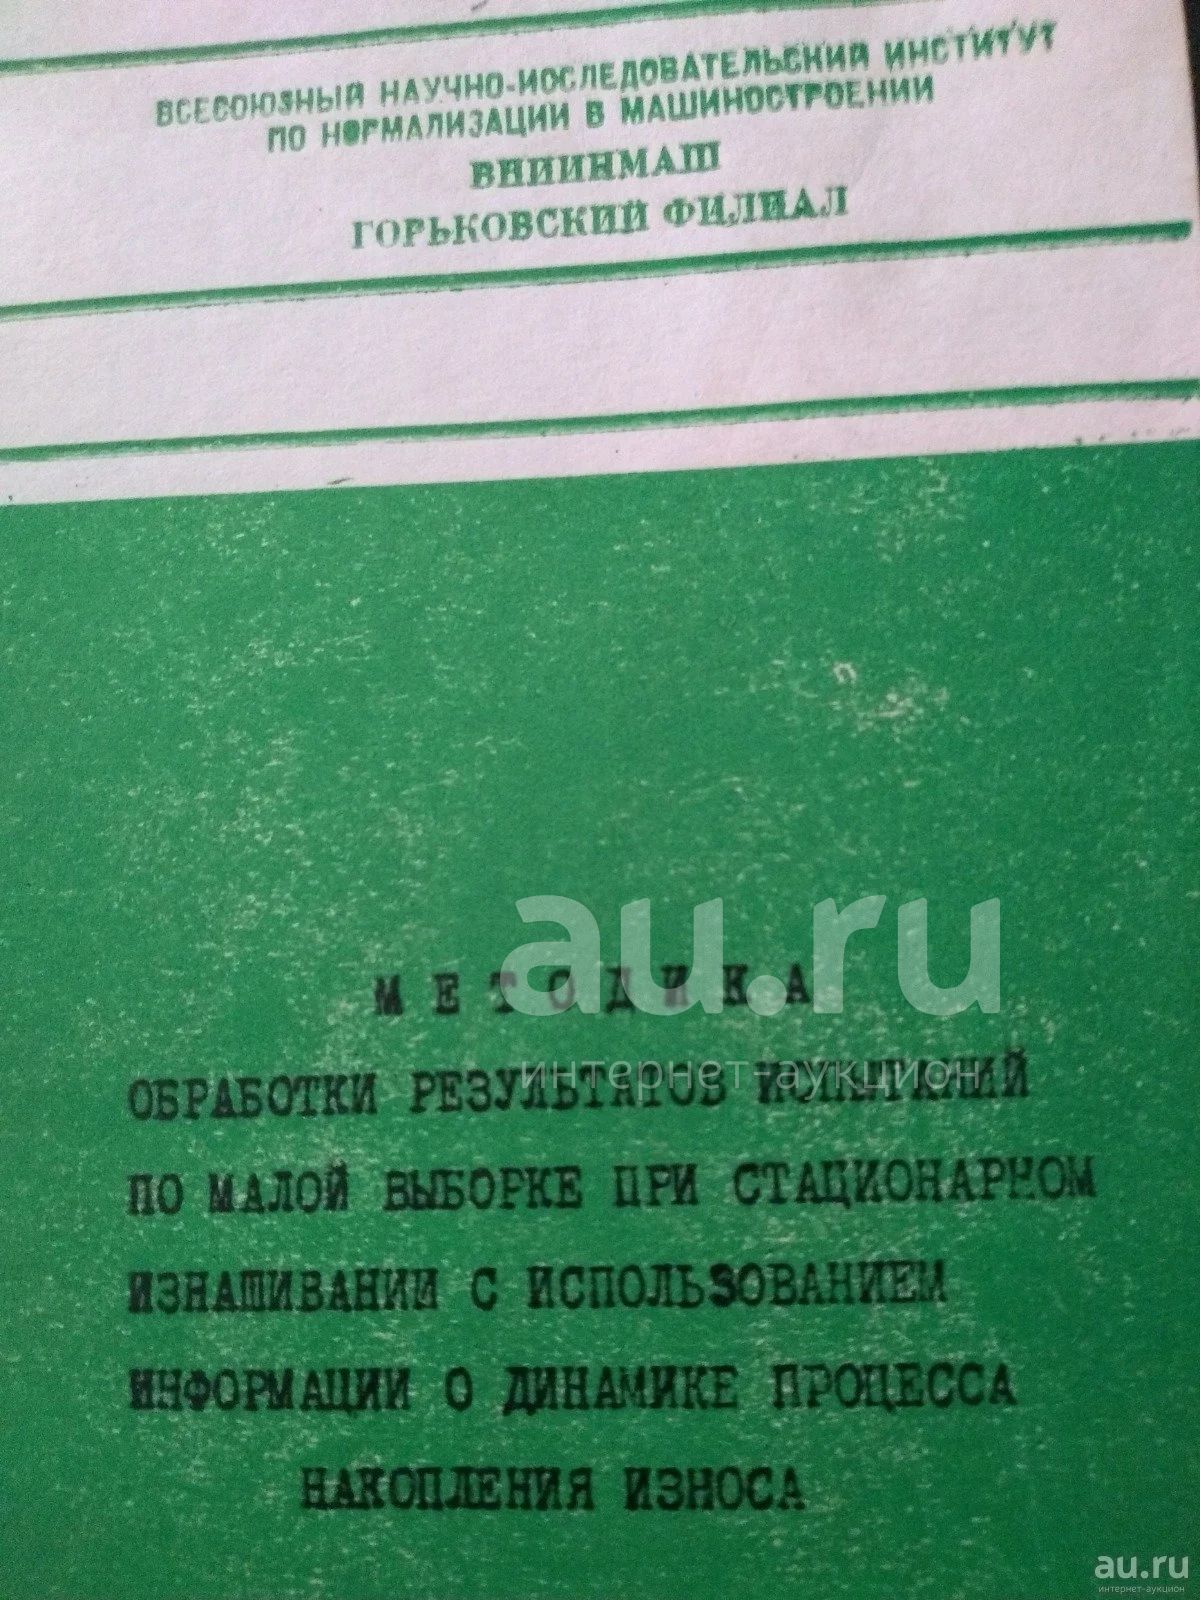 ВСЕСОЮЗНЫЙ НАУЧНО-ИССЛЕДОВАТЕЛЬСКИЙ ИНСТИТУТ
ПО НОРМАЛИЗАЦИИ В МАШИНОСТРОЕНИИ
ВНИИНМАШ
ГОРЬКОВСКИЙ ФИЛИАЛ
au.ru
МЕТОДИКА
интернет-аукцион
ОБРАБОТКИ РЕЗУЛЬТАТОВ ИСПЫТАНИЙ
ПО МАЛОЙ ВЫБОРКЕ ПРИ СТАЦИОНАРНОМ
ИЗНАШИВАНИИ С ИСПОЛЬЗОВАНИЕМ
ИНФОРМАЦИИ О ДИНАМИКЕ ПРОЦЕССА
НАКОПЛЕНИЯ ИЗНОСА
au.ru
интернет-аукцион